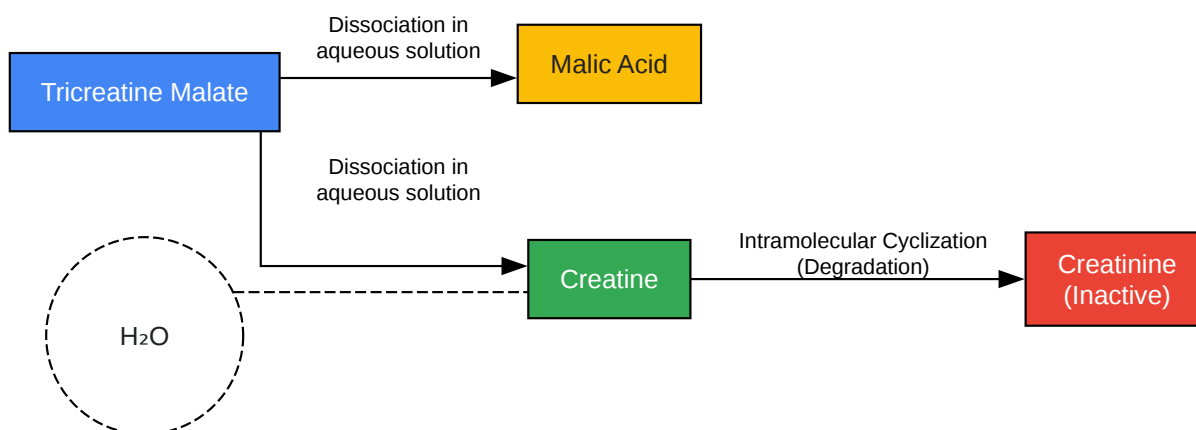 Dissociation in
aqueous solution
Tricreatine Malate
Malic Acid
Dissociation in
aqueous solution
Intramolecular Cyclization
(Degradation)
Creatine
Creatinine
(Inactive)
H₂O